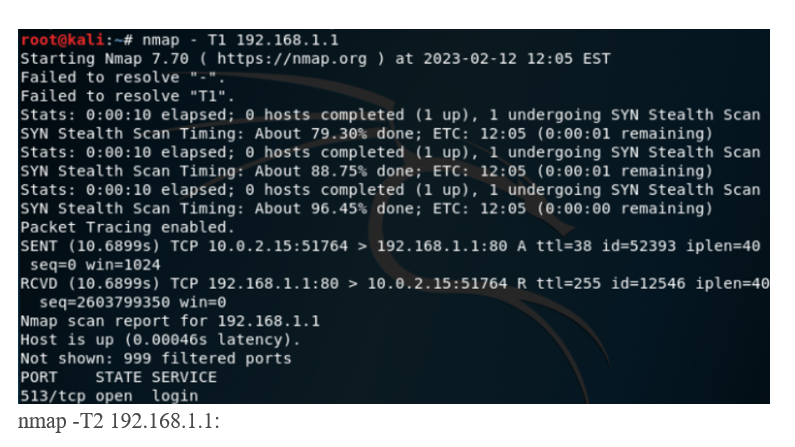 root@kali:~# nmap - T1 192.168.1.1
Starting Nmap 7.70 ( https://nmap.org ) at 2023-02-12 12:05 EST
Failed to resolve "-".
Failed to resolve "T1".
Stats: 0:00:10 elapsed; 0 hosts completed (1 up), 1 undergoing SYN Stealth Scan
SYN Stealth Scan Timing: About 79.30% done; ETC: 12:05 (0:00:01 remaining)
Stats: 0:00:10 elapsed; 0 hosts completed (1 up), 1 undergoing SYN Stealth Scan
SYN Stealth Scan Timing: About 88.75% done; ETC: 12:05 (0:00:01 remaining)
Stats: 0:00:10 elapsed; 0 hosts completed (1 up), 1 undergoing SYN Stealth Scan
SYN Stealth Scan Timing: About 96.45% done; ETC: 12:05 (0:00:00 remaining)
Packet Tracing enabled.
SENT (10.6899s) TCP 10.0.2.15:51764 > 192.168.1.1:80 A ttl=38 id=52393 iplen=40
seq=0 win=1024
RCVD (10.6899s) TCP 192.168.1.1:80 > 10.0.2.15:51764 R ttl=255 id=12546 iplen=40
seq=2603799350 win=0
Nmap scan report for 192.168.1.1
Host is up (0.00046s latency).
Not shown: 999 filtered ports
PORT    STATE SERVICE
513/tcp open  login
nmap -T2 192.168.1.1: